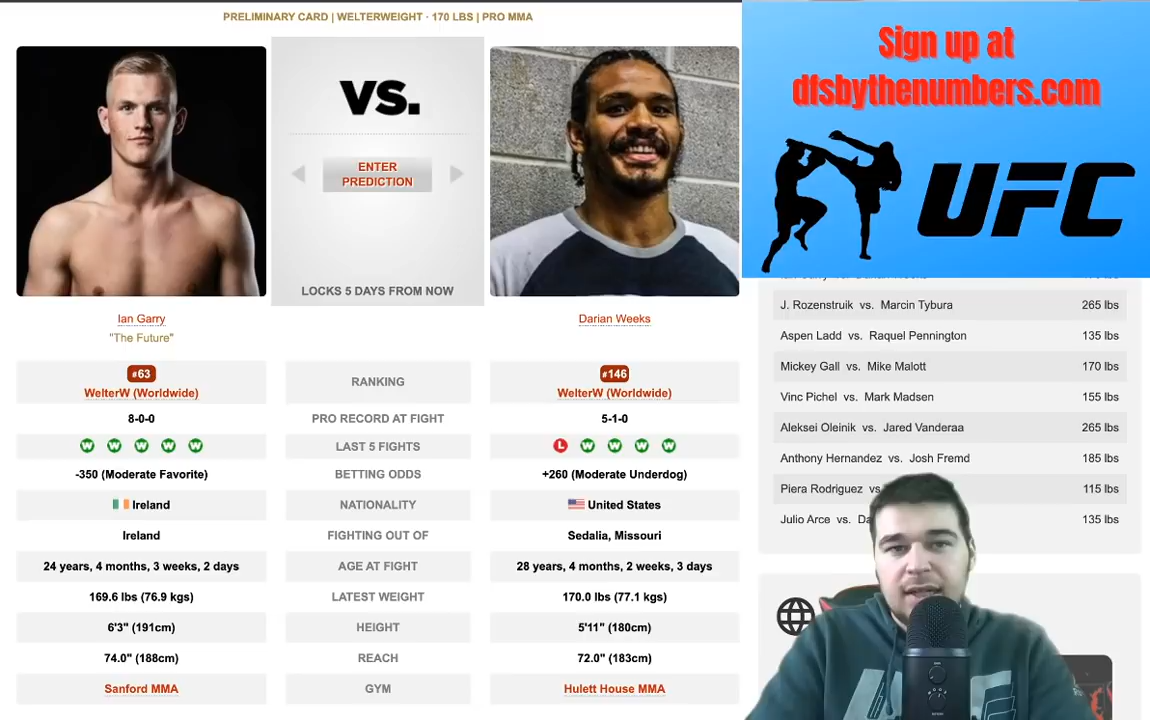 PRELIMINARY CARD | WELTERWEIGHT · 170 LBS | PRO MMA
VS.
ENTER
PREDICTION
LOCKS 5 DAYS FROM NOW
Ian Garry
"The Future"
Darian Weeks
#63
WelterW (Worldwide)
RANKING
#146
WelterW (Worldwide)
8-0-0
PRO RECORD AT FIGHT
5-1-0
W W W W W
LAST 5 FIGHTS
L W W W W
-350 (Moderate Favorite)
BETTING ODDS
+260 (Moderate Underdog)
Ireland
NATIONALITY
United States
Ireland
FIGHTING OUT OF
Sedalia, Missouri
24 years, 4 months, 3 weeks, 2 days
AGE AT FIGHT
28 years, 4 months, 2 weeks, 3 days
169.6 lbs (76.9 kgs)
LATEST WEIGHT
170.0 lbs (77.1 kgs)
6'3" (191cm)
HEIGHT
5'11" (180cm)
74.0" (188cm)
REACH
72.0" (183cm)
Sanford MMA
GYM
Hulett House MMA
Sign up at
dfsbythenumbers.com
UFC
J. Rozenstruik vs. Marcin Tybura 265 lbs
Aspen Ladd vs. Raquel Pennington 135 lbs
Mickey Gall vs. Mike Malott 170 lbs
Vinc Pichel vs. Mark Madsen 155 lbs
Aleksei Oleinik vs. Jared Vanderaa 265 lbs
Anthony Hernandez vs. Josh Fremd 185 lbs
Piera Rodriguez vs 115 lbs
Julio Arce vs. Da 135 lbs